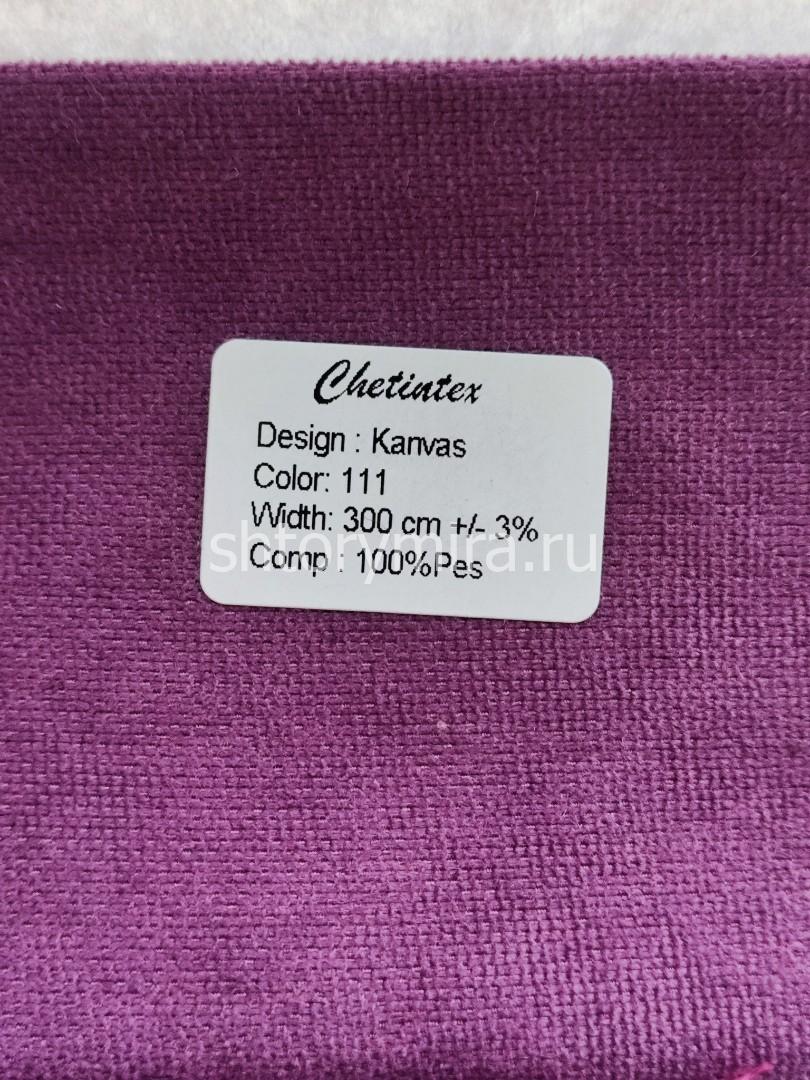 Chetintex
Design : Kanvas
Color: 111
Width: 300 cm +/- 3%
shtorymira.ru
Comp : 100%Pes